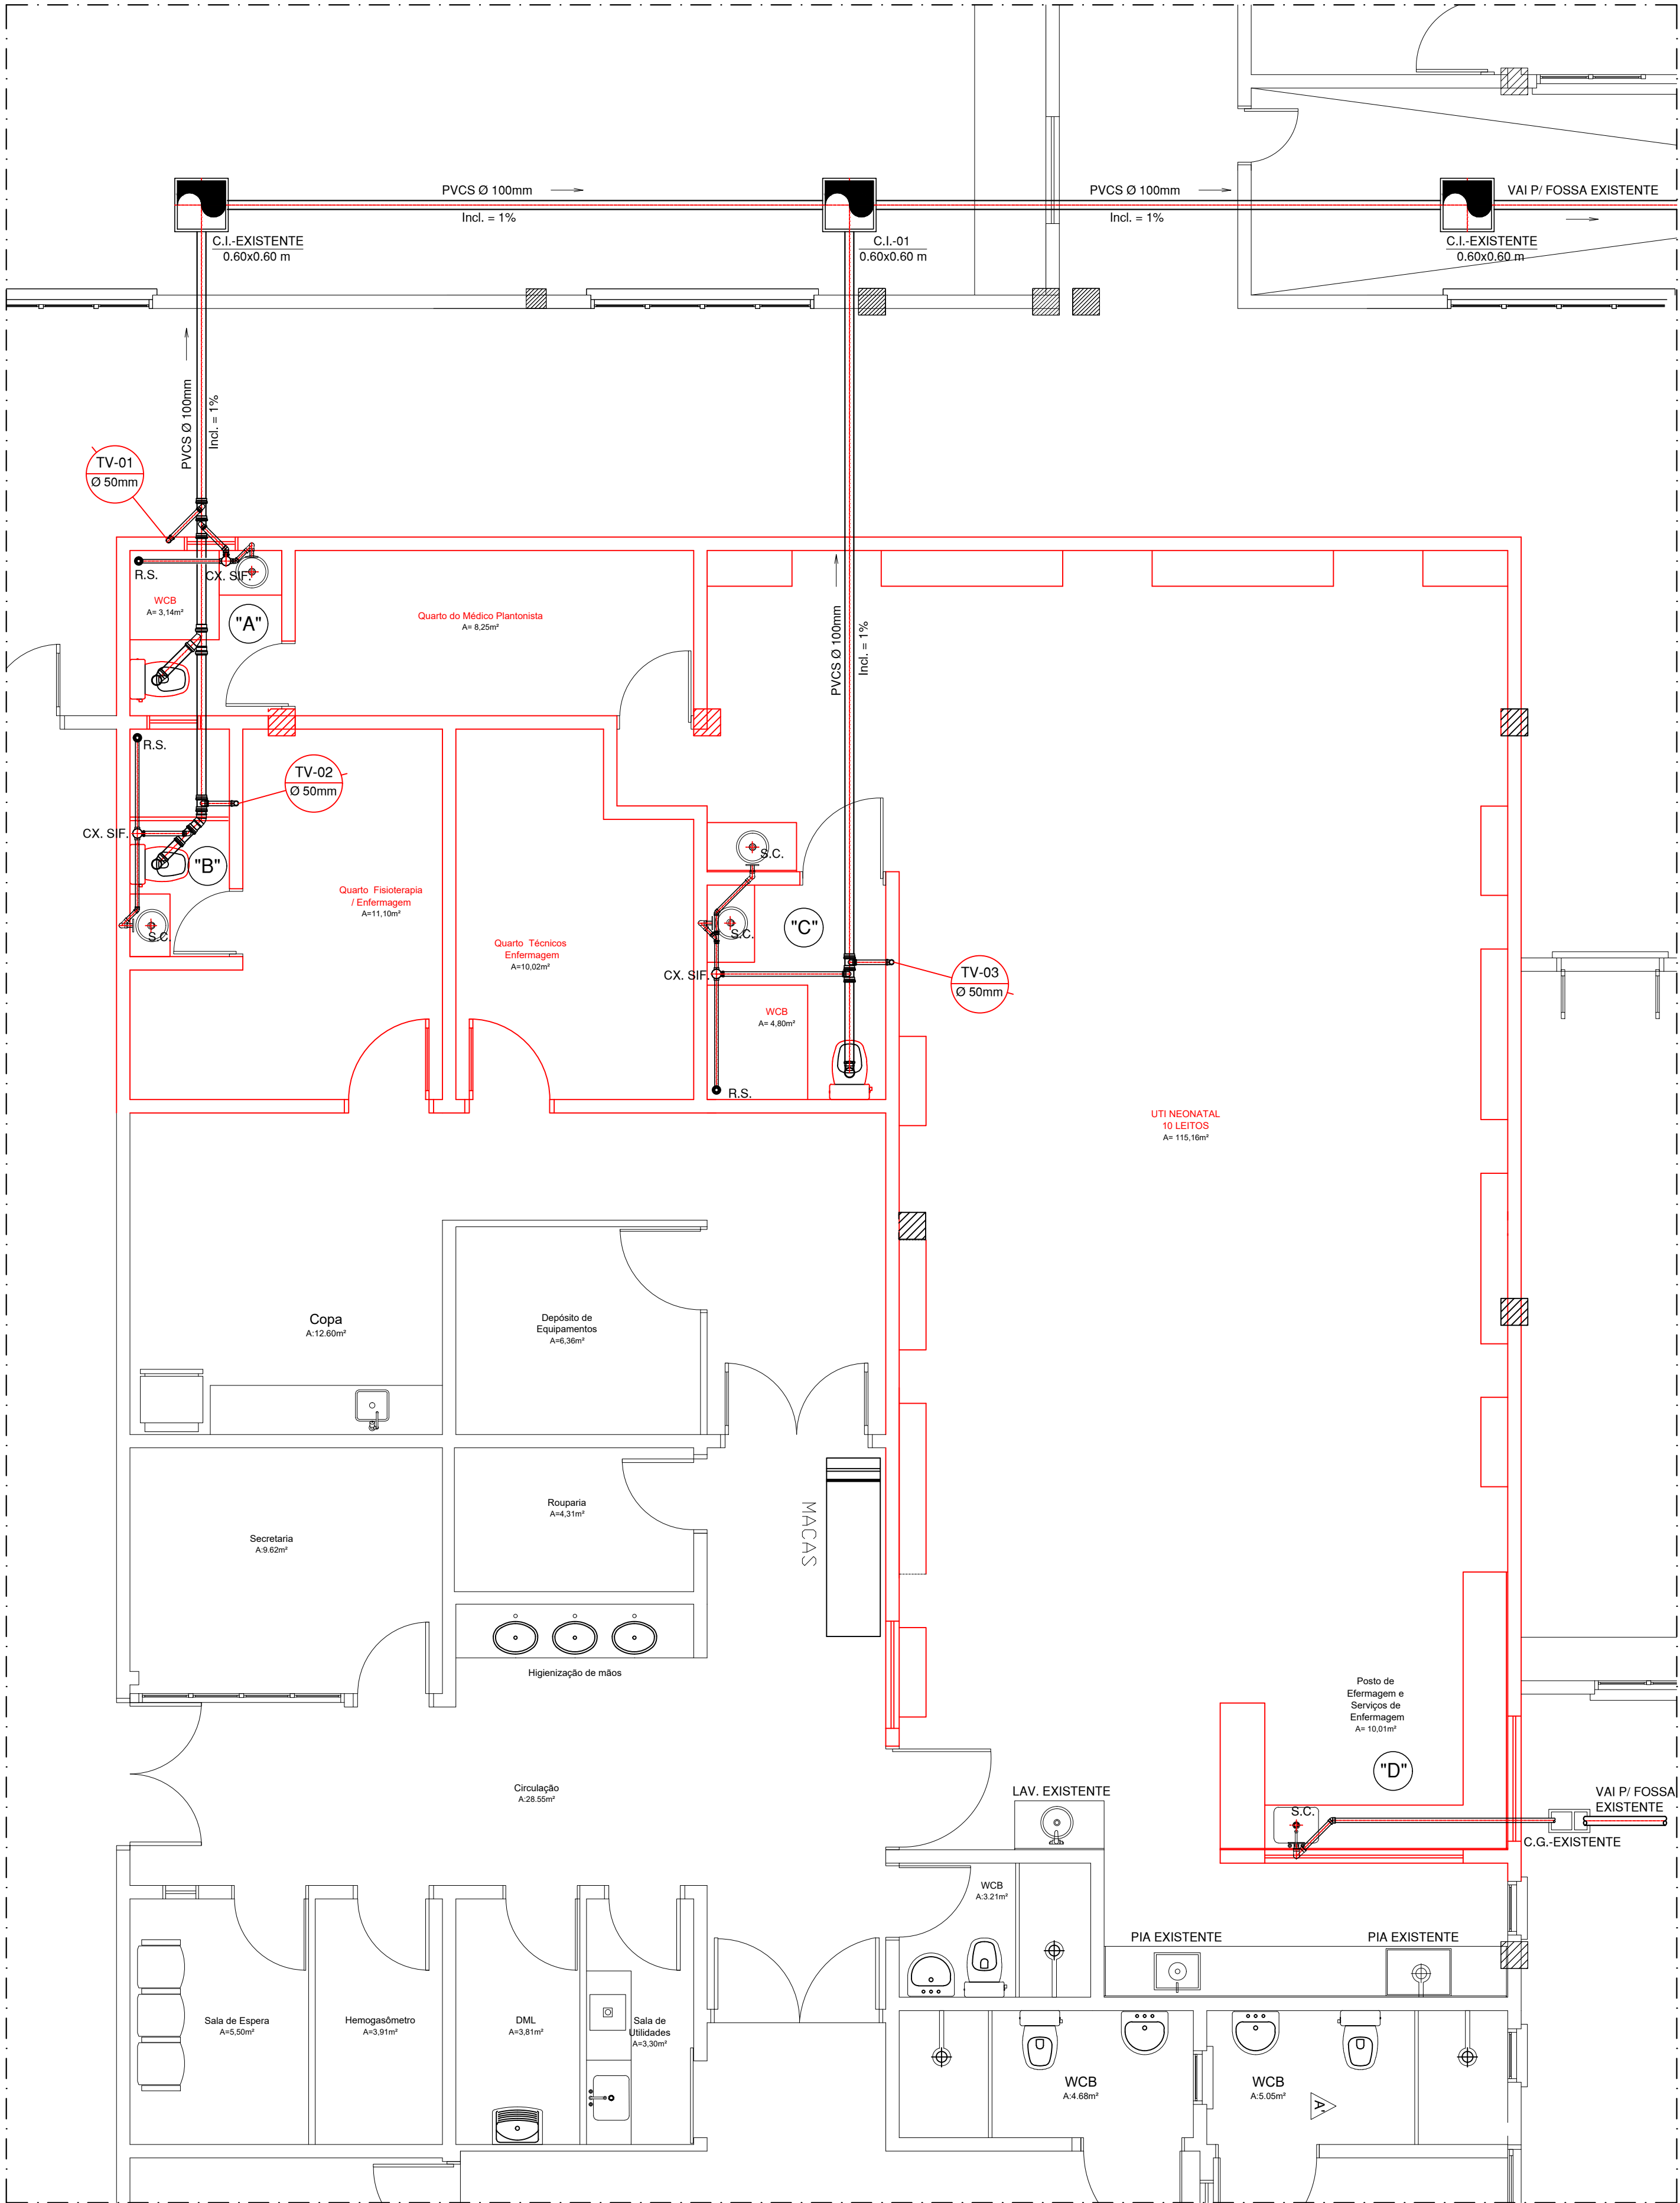 PVCS Ø 100mm
Incl. = 1%
PVCS Ø 100mm
Incl. = 1%
VAI P/ FOSSA EXISTENTE
C.I.-EXISTENTE
0.60x0.60 m
C.I.-01
0.60x0.60 m
C.I.-EXISTENTE
0.60x0.60 m
PVCS Ø 100mm
Incl. = 1%
TV-01
Ø 50mm
R.S.
CX. SIF.
WCB
A= 3,14m²
"A"
Quarto do Médico Plantonista
A= 8,25m²
PVCS Ø 100mm
Incl. = 1%
R.S.
TV-02
Ø 50mm
CX. SIF.
"B"
S.C.
Quarto Fisioterapia
/ Enfermagem
A=11,10m²
Quarto Técnicos
Enfermagem
A=10,02m²
S.C.
S.C.
"C"
CX. SIF.
TV-03
Ø 50mm
WCB
A= 4,80m²
R.S.
UTI NEONATAL
10 LEITOS
A= 115,16m²
Copa
A:12.60m²
Depósito de
Equipamentos
A=6,36m²
Rouparia
A=4,31m²
MACAS
Secretaria
A:9.62m²
Higienização de mãos
Posto de
Efermagem e
Serviços de
Enfermagem
A= 10,01m²
"D"
Circulação
A:28.55m²
LAV. EXISTENTE
S.C.
VAI P/ FOSSA
EXISTENTE
C.G.-EXISTENTE
WCB
A:3.21m²
PIA EXISTENTE
PIA EXISTENTE
Sala de Espera
A=5,50m²
Hemogasômetro
A=3,91m²
DML
A=3,81m²
Sala de
Utilidades
A=3,30m²
WCB
A:4.68m²
WCB
A:5.05m²
A'